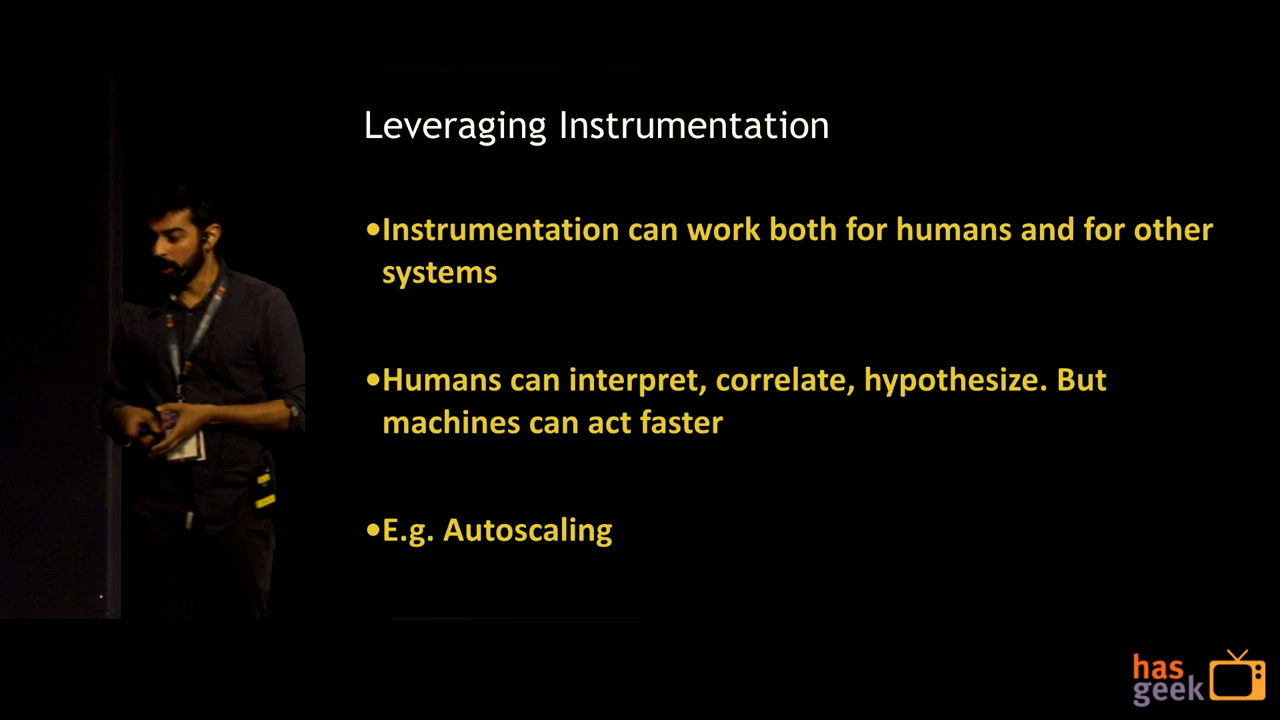 Leveraging Instrumentation
•Instrumentation can work both for humans and for other
systems
•Humans can interpret, correlate, hypothesize. But
machines can act faster
•E.g. Autoscaling
has
geek